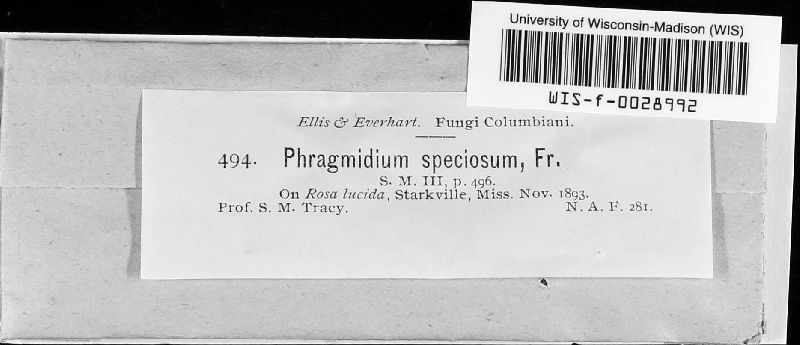 University of Wisconsin-Madison (WIS)
WIS-f-0028992
Ellis & Everhart. Fungi Columbiani.
494. Phragmidium speciosum, Fr.
S. M. III, p. 496.
On Rosa lucida, Starkville, Miss. Nov. 1893.
Prof. S. M. Tracy. N. A. F. 281.